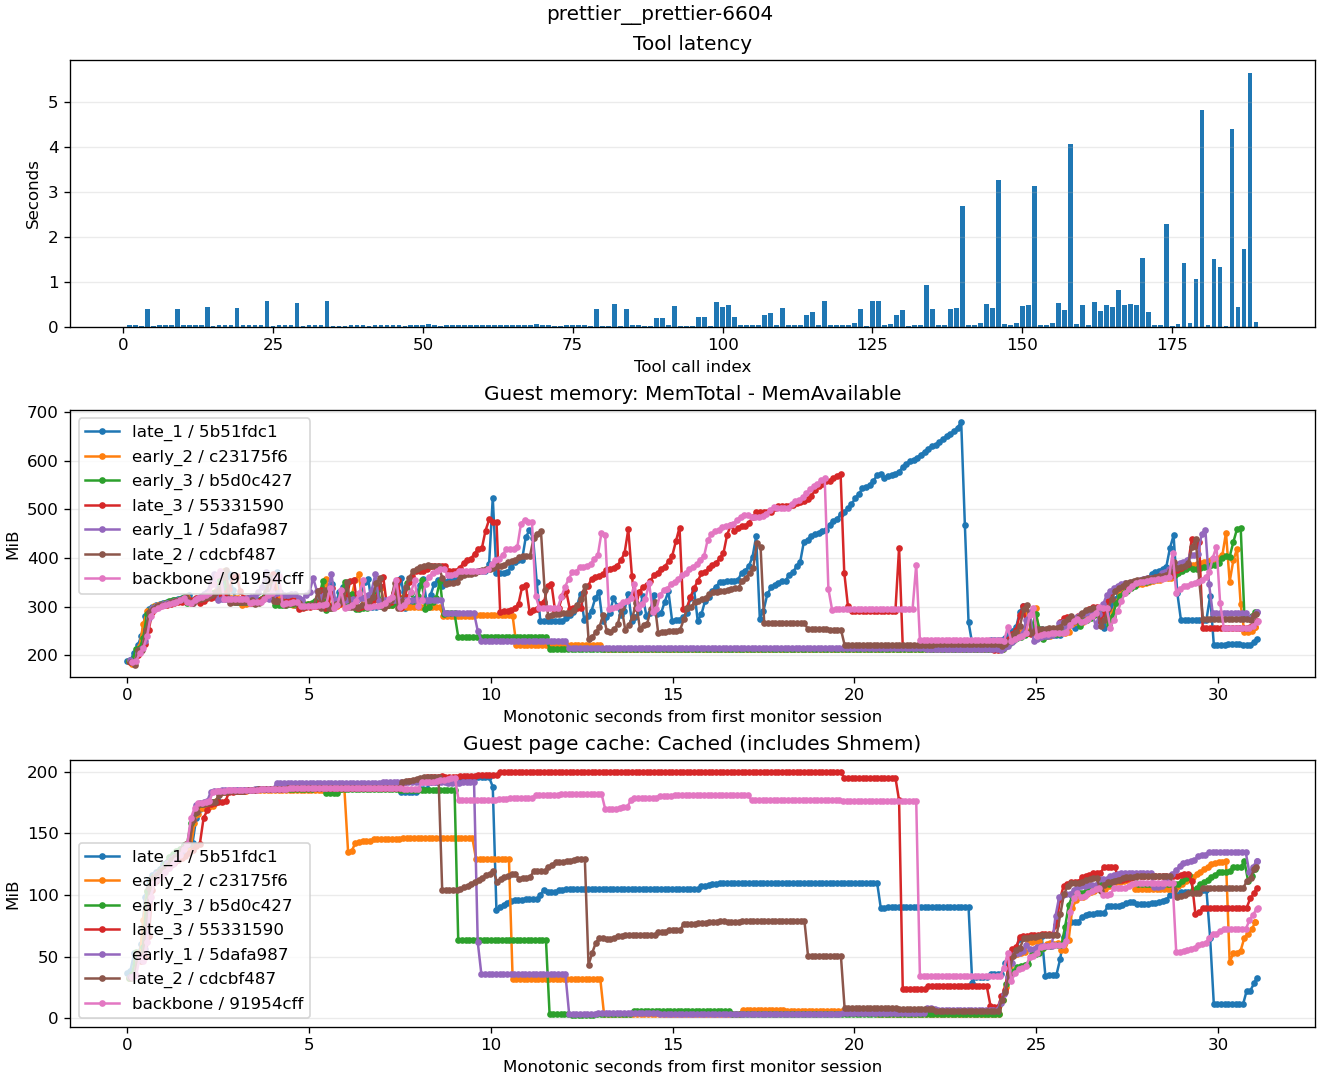 prettier__prettier-6604
Tool latency
Seconds
5
4
3
2
1
0
0 25 50 75 100 125 150 175
Tool call index
Guest memory: MemTotal - MemAvailable
MiB
700
600
500
400
300
200
late_1 / 5b51fdc1
early_2 / c23175f6
early_3 / b5d0c427
late_3 / 55331590
early_1 / 5dafa987
late_2 / cdcbf487
backbone / 91954cff
0 5 10 15 20 25 30
Monotonic seconds from first monitor session
Guest page cache: Cached (includes Shmem)
MiB
200
150
100
50
0
late_1 / 5b51fdc1
early_2 / c23175f6
early_3 / b5d0c427
late_3 / 55331590
early_1 / 5dafa987
late_2 / cdcbf487
backbone / 91954cff
0 5 10 15 20 25 30
Monotonic seconds from first monitor session